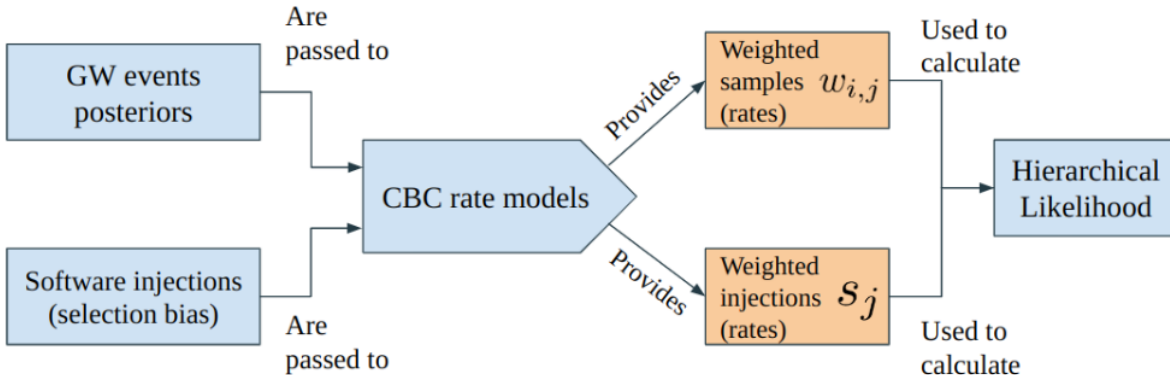 Are
passed to
GW events
posteriors
Software injections
(selection bias)
Are
passed to
CBC rate models
Provides
Provides
Weighted
samples w_{i,j}
(rates)
Weighted
injections s_j
(rates)
Used to
calculate
Used to
calculate
Hierarchical
Likelihood